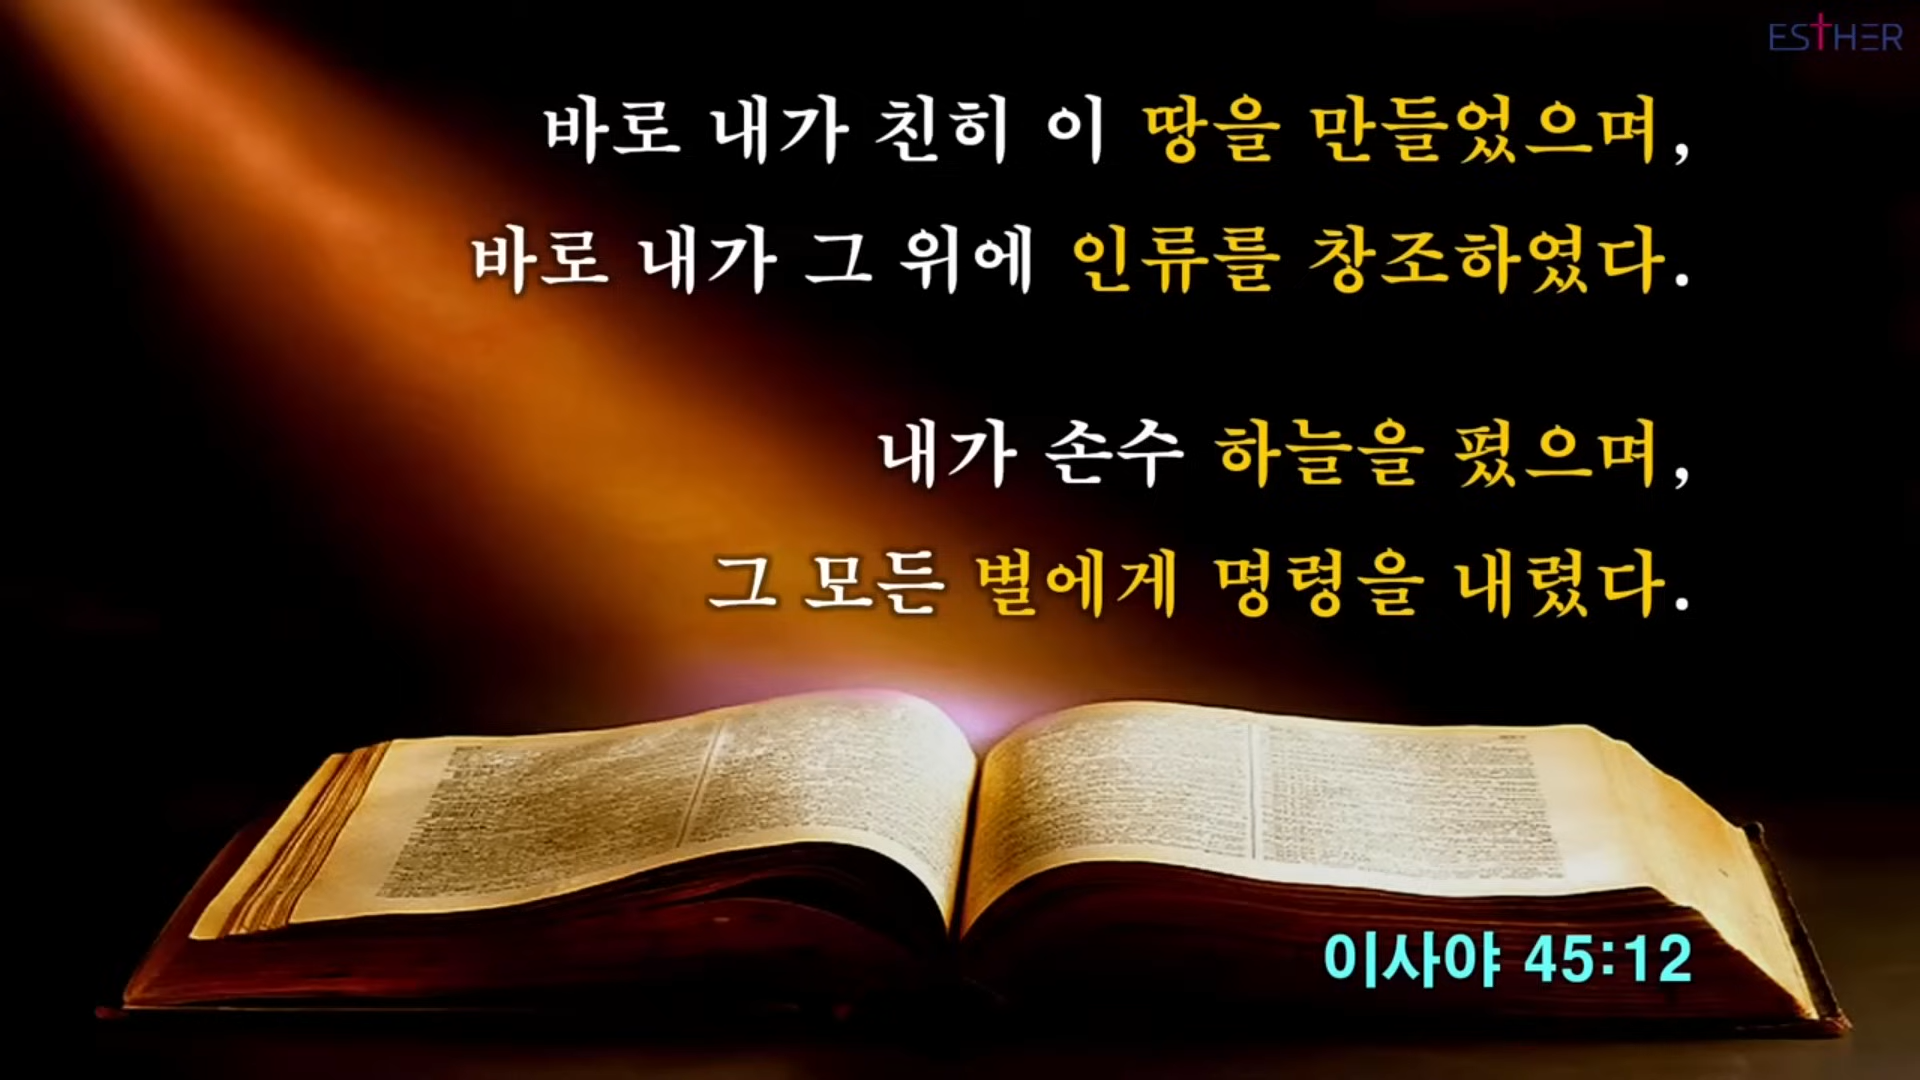 ESTHER
바로 내가 친히 이 땅을 만들었으며,
바로 내가 그 위에 인류를 창조하였다.
내가 손수 하늘을 폈으며,
그 모든 별에게 명령을 내렸다.
이사야 45:12